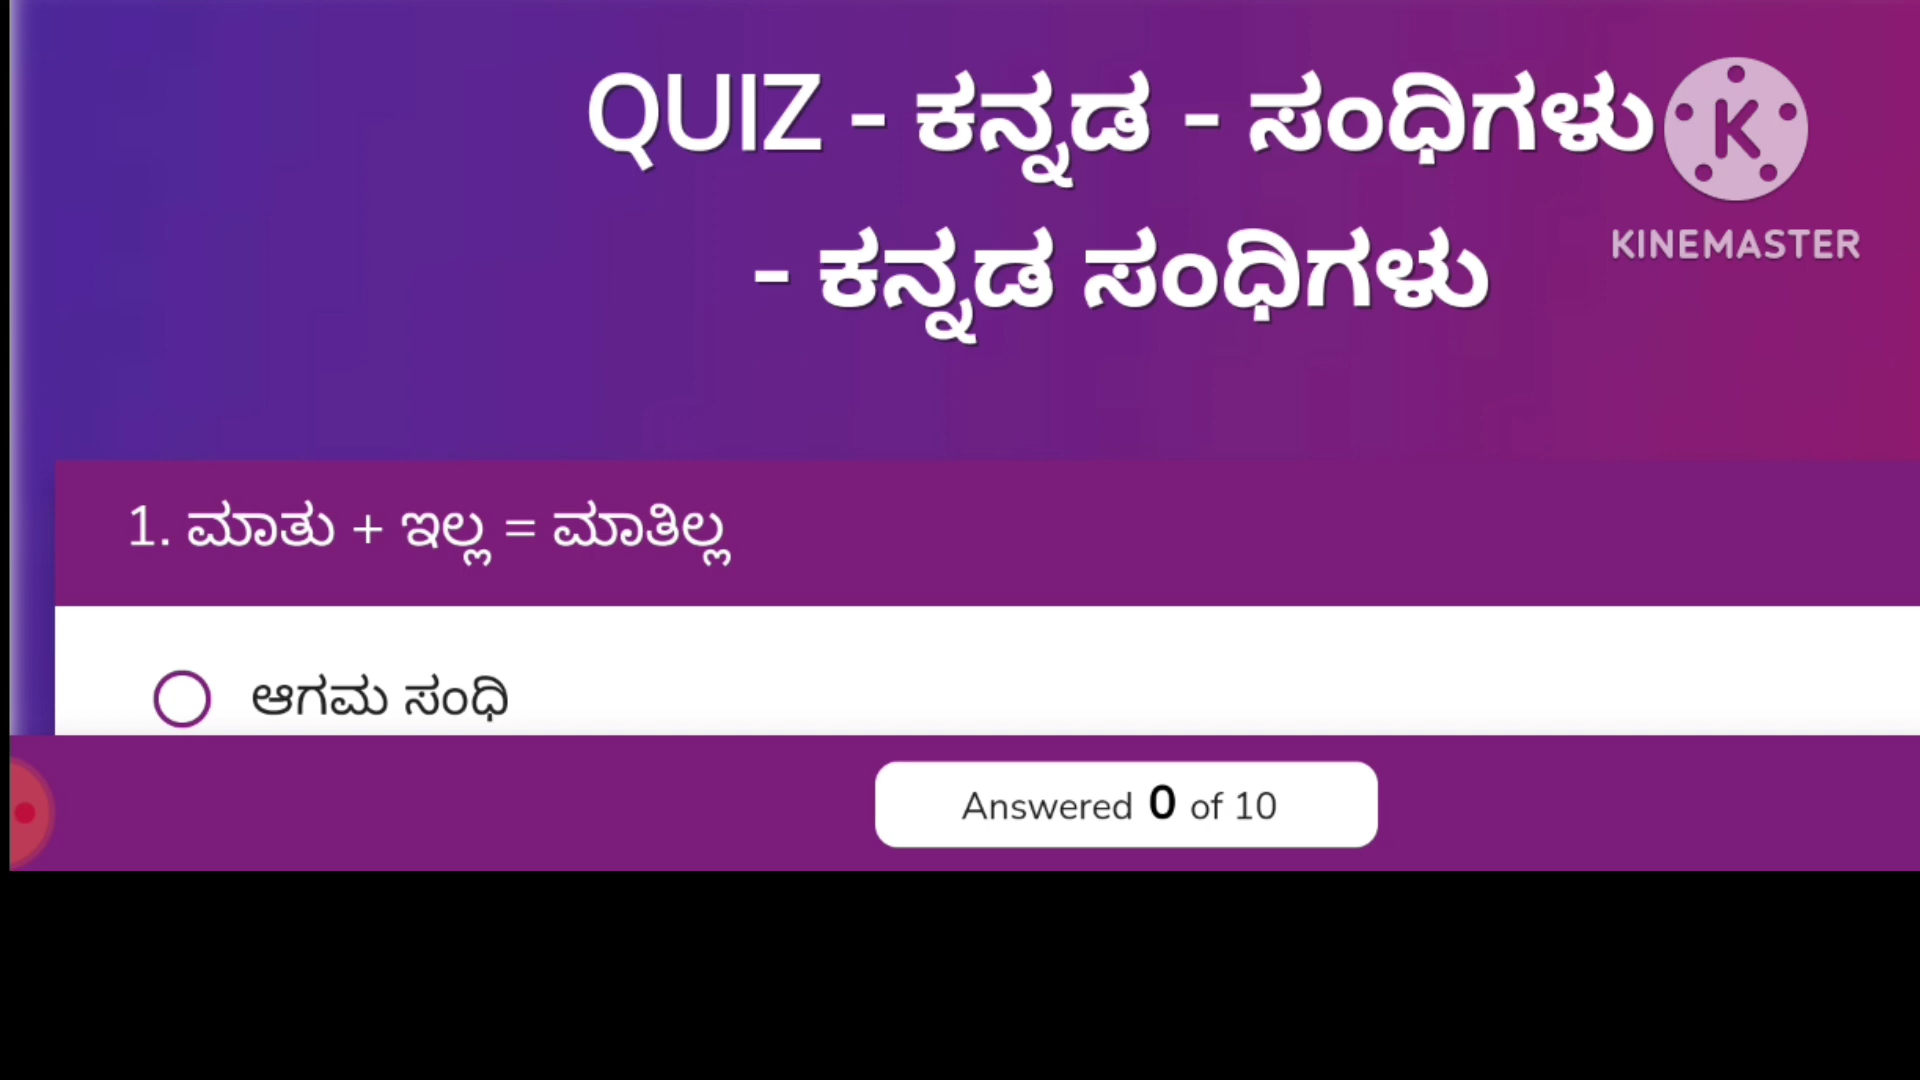 QUIZ - ಕನ್ನಡ - ಸಂಧಿಗಳು
- ಕನ್ನಡ ಸಂಧಿಗಳು
K
KINEMASTER
1. ಮಾತು + ಇಲ್ಲ = ಮಾತಿಲ್ಲ
ಆಗಮ ಸಂಧಿ
Answered 0 of 10